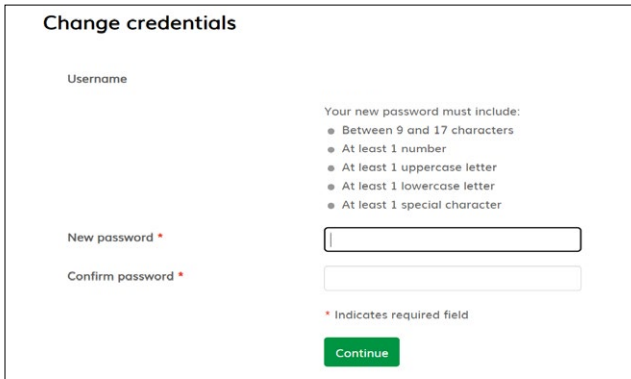 Change credentials
Username
Your new password must include:
Between 9 and 17 characters
At least 1 number
At least 1 uppercase letter
At least 1 lowercase letter
At least 1 special character
New password *
Confirm password *
* Indicates required field
Continue